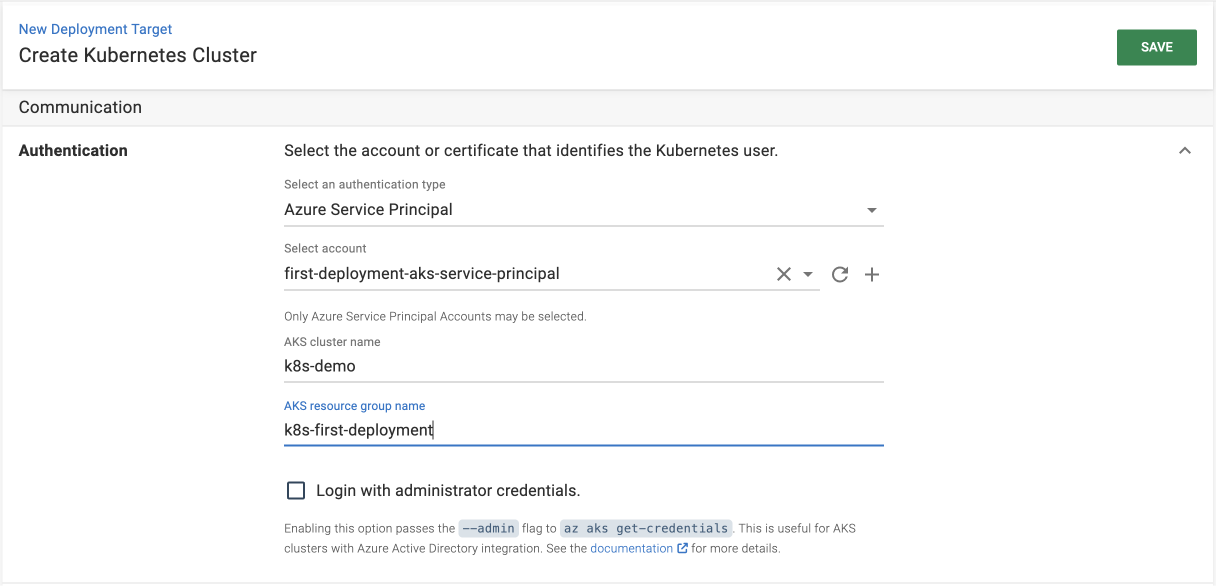 New Deployment Target
Create Kubernetes Cluster
SAVE
Communication
Authentication
Select the account or certificate that identifies the Kubernetes user.
Select an authentication type
Azure Service Principal
Select account
first-deployment-aks-service-principal
Only Azure Service Principal Accounts may be selected.
AKS cluster name
k8s-demo
AKS resource group name
k8s-first-deployment
Login with administrator credentials.
Enabling this option passes the --admin flag to az aks get-credentials. This is useful for AKS
clusters with Azure Active Directory integration. See the documentation for more details.